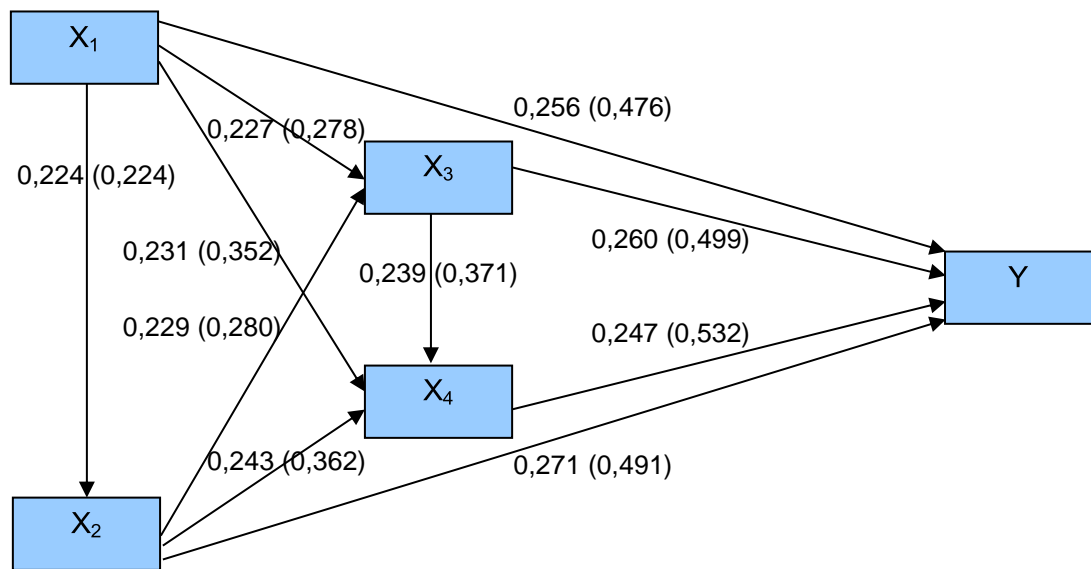 X₁
0,256 (0,476)
0,227 (0,278)
X₃
0,224 (0,224)
0,260 (0,499)
0,231 (0,352)
0,239 (0,371)
Y
0,229 (0,280)
0,247 (0,532)
X₄
0,243 (0,362)
0,271 (0,491)
X₂